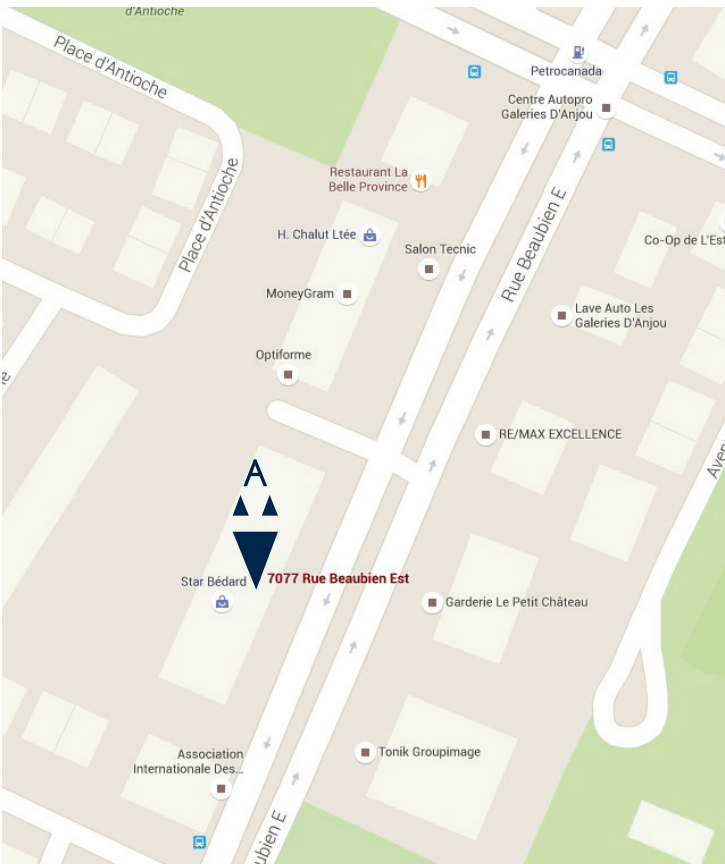 d'Antioche
Place d'Antioche
Petrocanada
Centre Autopro
Galeries D'Anjou
Restaurant La
Belle Province
Place d'Antioche
H. Chalut Ltée
Salon Tecnic
Rue Beaubien E
Co-Op de L'Est
MoneyGram
Lave Auto Les
Galeries D'Anjou
Optiforme
e
RE/MAX EXCELLENCE
Aven
A
Star Bédard
7077 Rue Beaubien Est
Garderie Le Petit Château
Association
Internationale Des...
Tonik Groupimage
ubien E